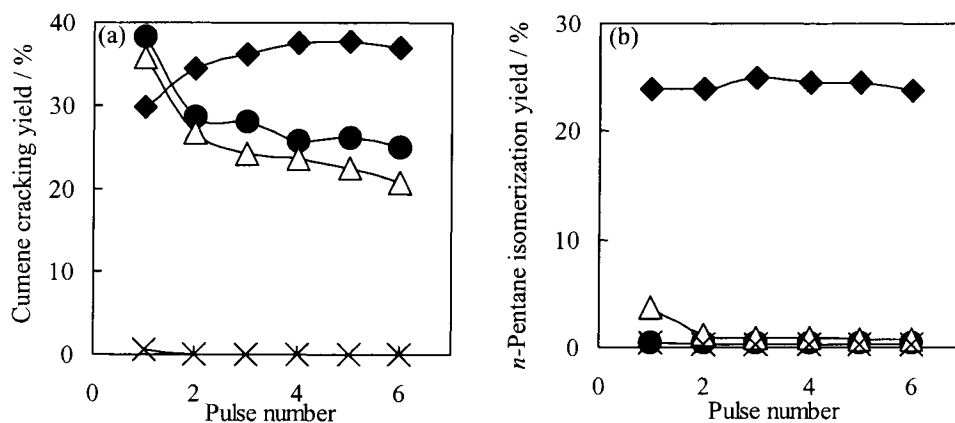 (a)
Cumene cracking yield / %
40
30
20
10
0
0 2 4 6
Pulse number
(b)
n-Pentane isomerization yield / %
30
20
10
0
0 2 4 6
Pulse number